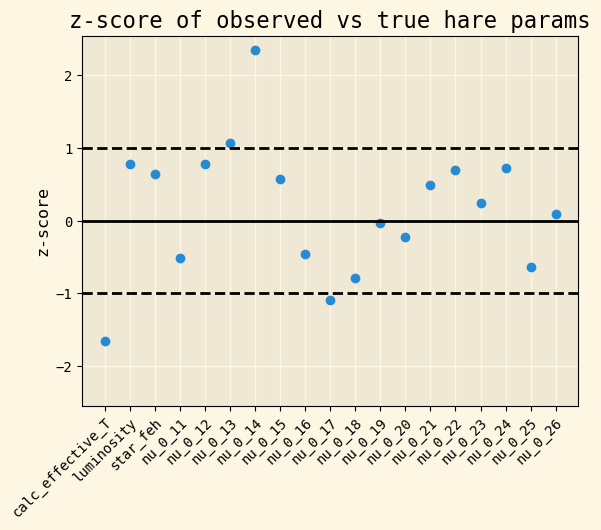 z-score of observed vs true hare params
z-score
2
1
0
−1
−2
calc_effective_T
luminosity
star_feh
nu_0_11
nu_0_12
nu_0_13
nu_0_14
nu_0_15
nu_0_16
nu_0_17
nu_0_18
nu_0_19
nu_0_20
nu_0_21
nu_0_22
nu_0_23
nu_0_24
nu_0_25
nu_0_26